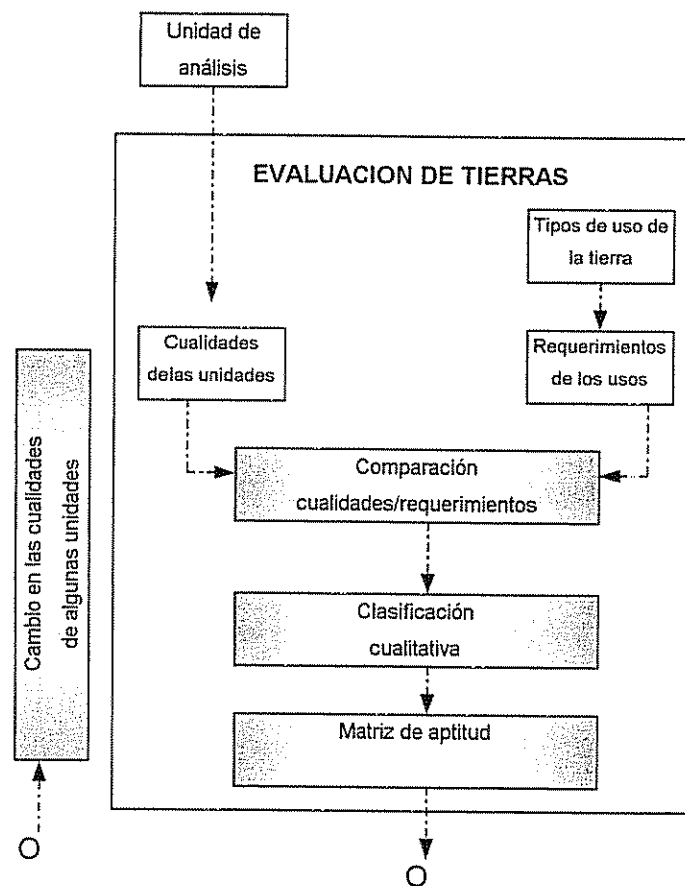 Unidad de
análisis
EVALUACION DE TIERRAS
Tipos de uso de
la tierra
Cualidades
delas unidades
Requerimientos
de los usos
Cambio en las cualidades
de algunas unidades
Comparación
cualidades/requerimientos
Clasificación
cualitativa
Matriz de aptitud
O
O